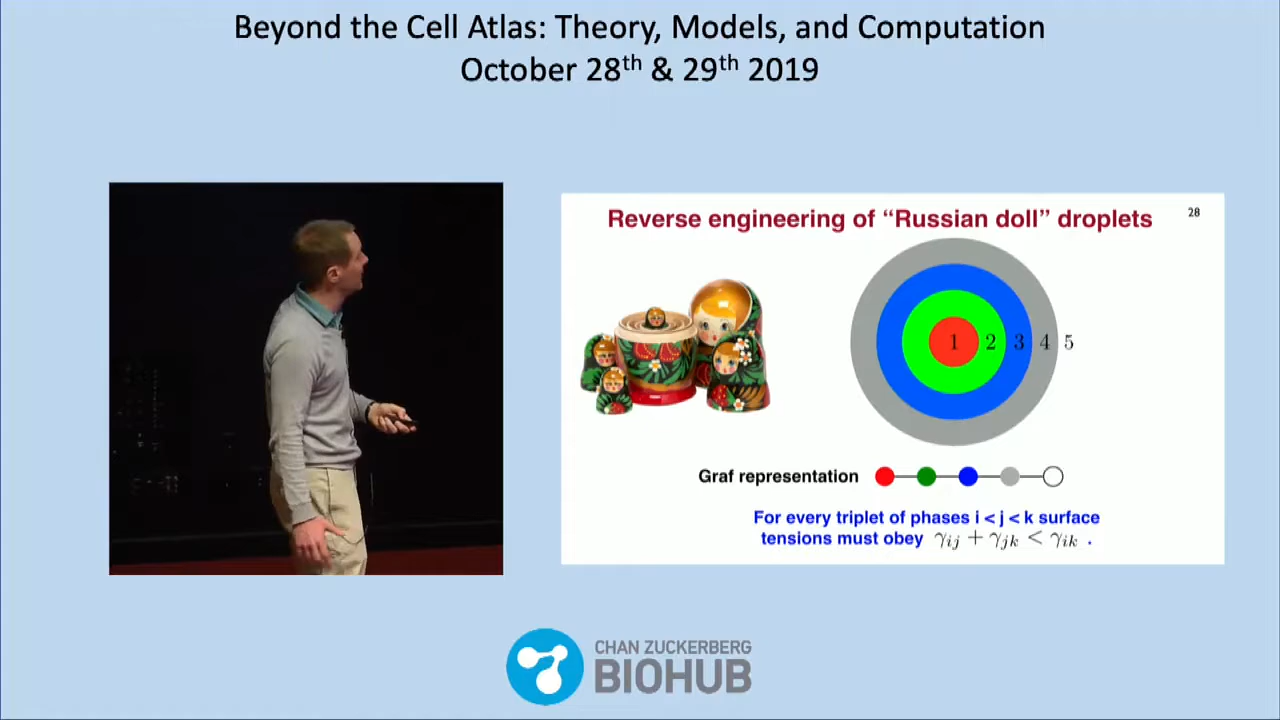 Beyond the Cell Atlas: Theory, Models, and Computation
October 28th & 29th 2019
Reverse engineering of “Russian doll” droplets
28
1 2 3 4 5
Graf representation
For every triplet of phases i < j < k surface
tensions must obey γij + γjk < γik .
CHAN ZUCKERBERG
BIOHUB